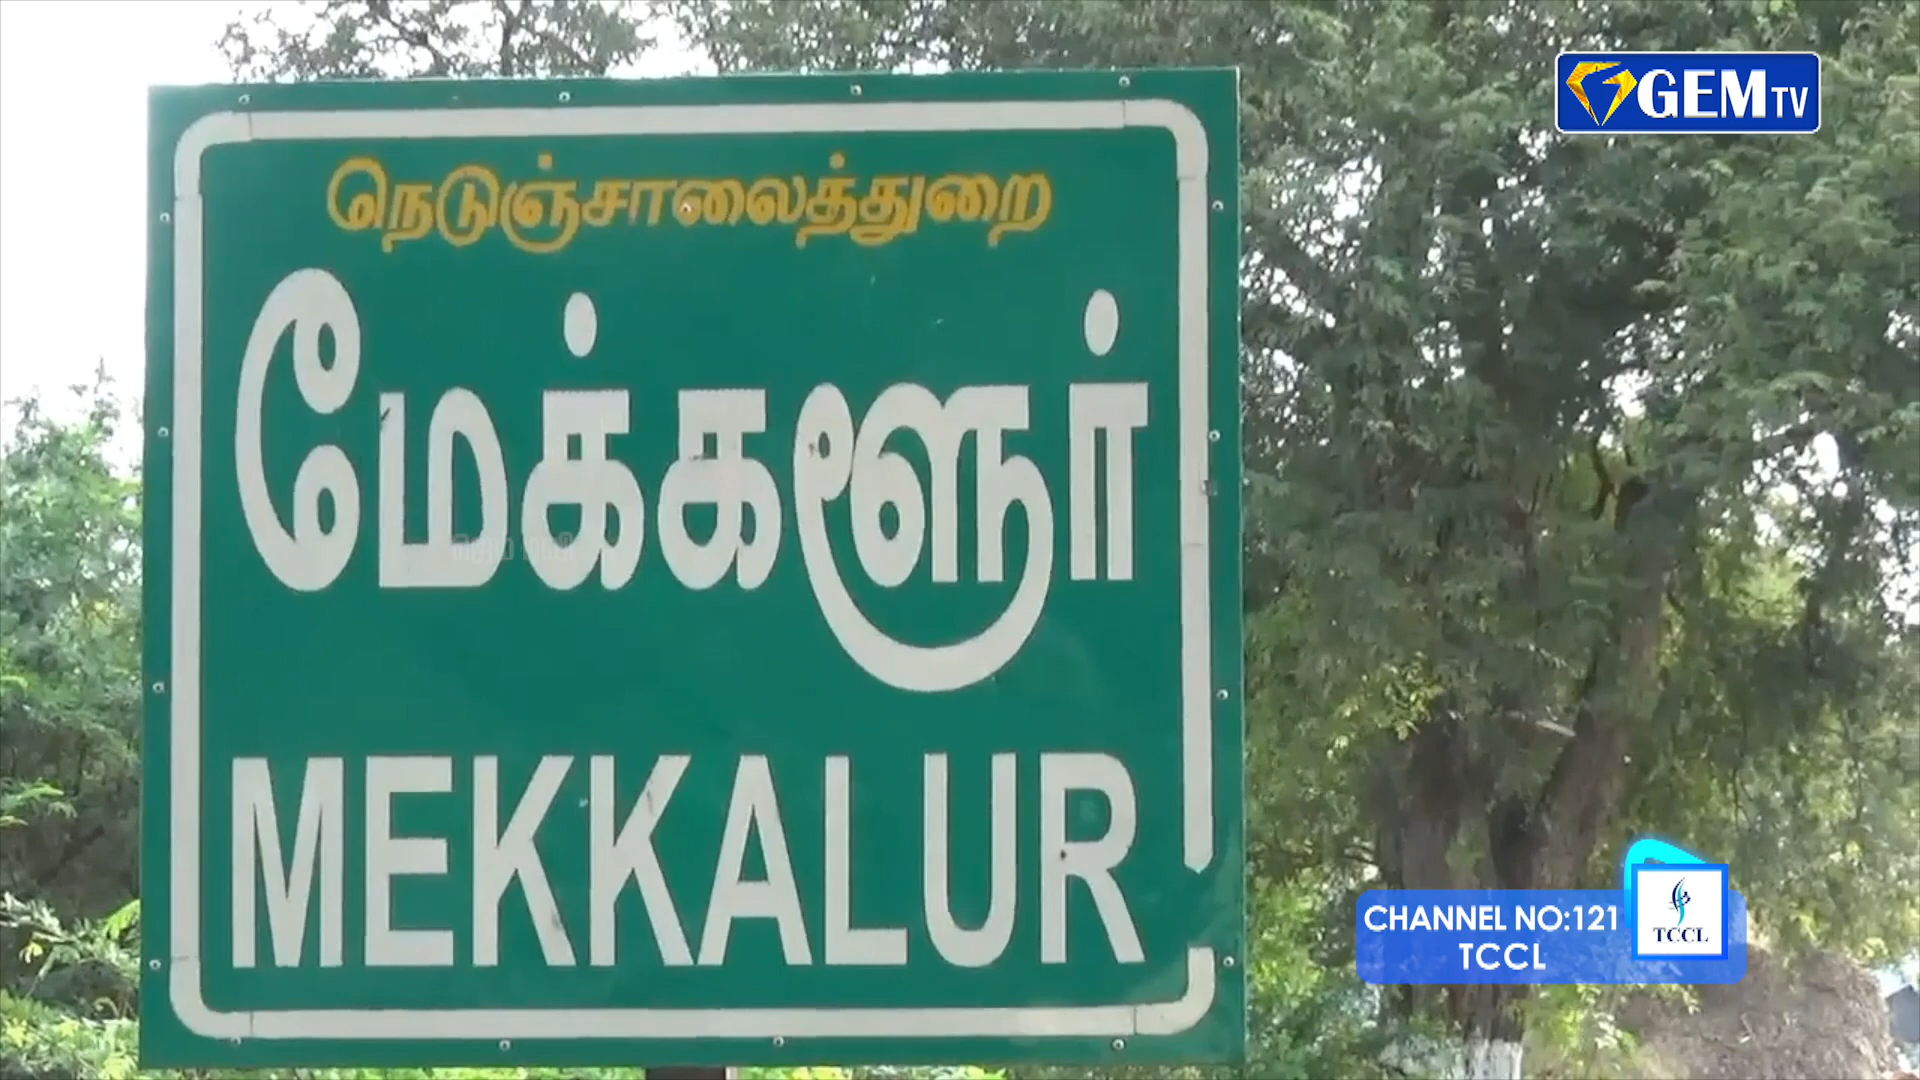 GEM TV
நெடுஞ்சாலைத்துறை
மேக்களூர்
MEKKALUR
CHANNEL NO:121
TCCL
TCCL